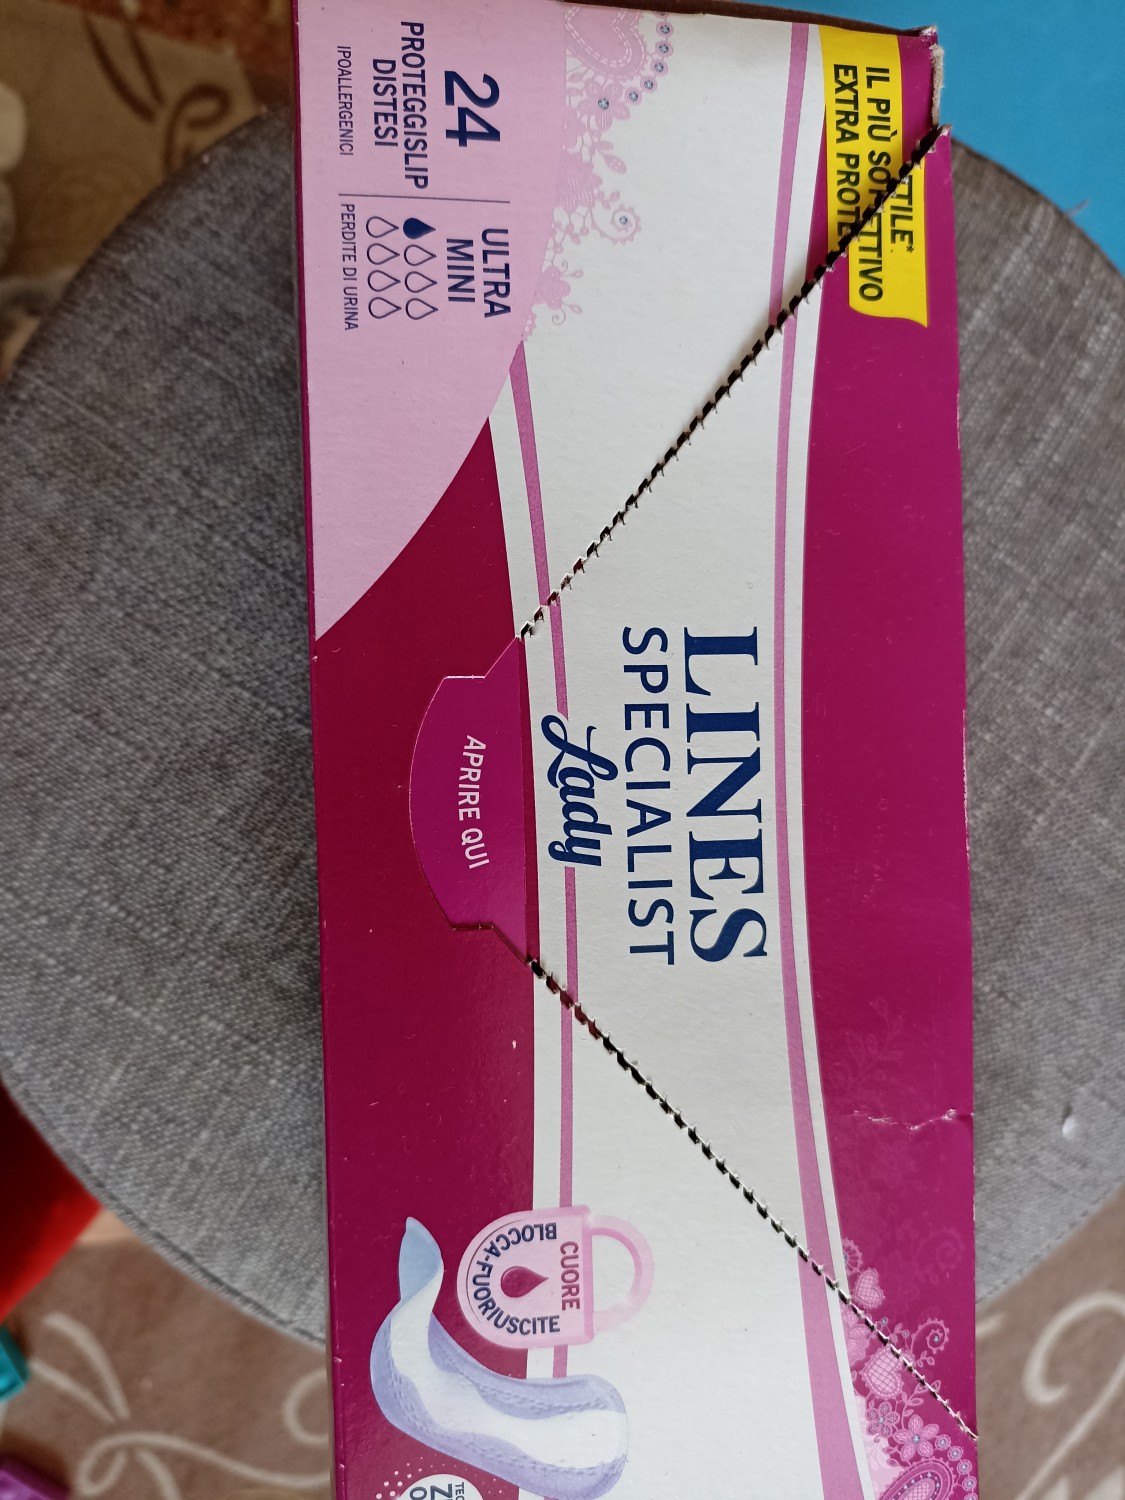 IL PIÙ SOTTILE*
EXTRA PROTETTIVO
LINES
SPECIALIST
Lady
24
PROTEGGISLIP
DISTESI
IPOALLERGENICI
ULTRA
MINI
PERDITE DI URINA
APRIRE QUI
CUORE
BLOCCA-FUORIUSCITE